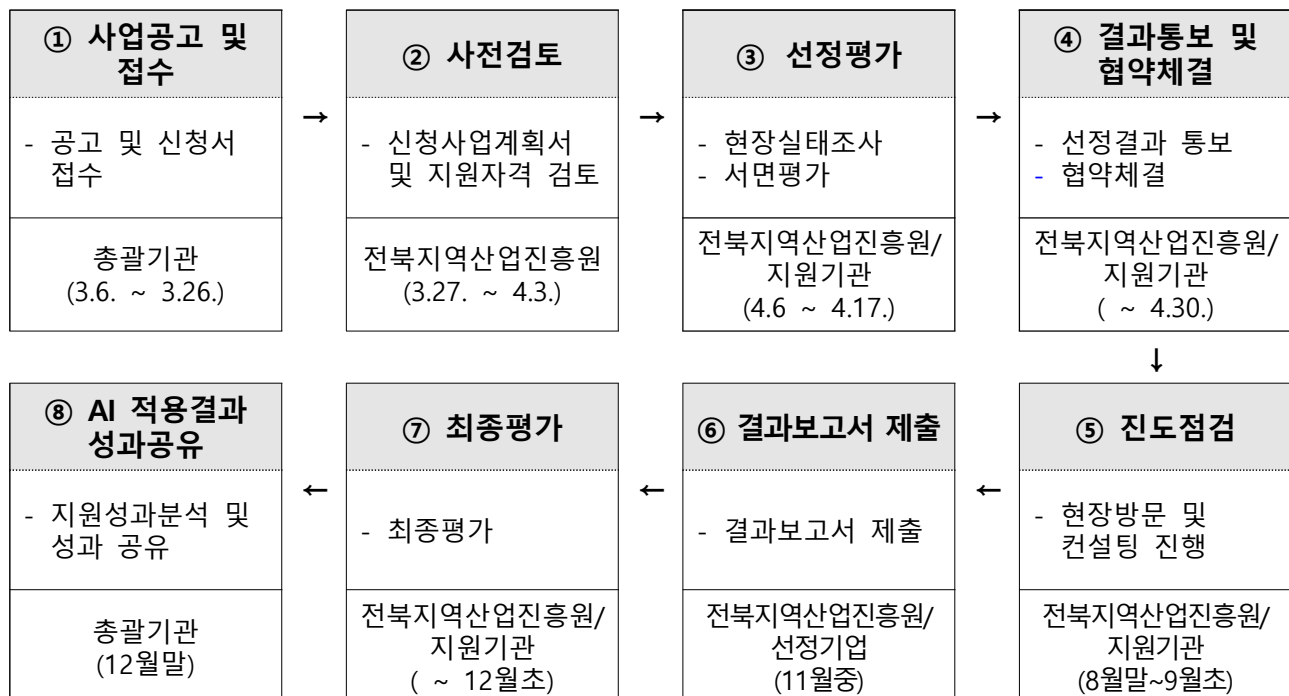 ① 사업공고 및
접수
- 공고 및 신청서
접수
총괄기관
(3.6. ~ 3.26.)
→
② 사전검토
- 신청사업계획서
및 지원자격 검토
전북지역산업진흥원
(3.27. ~ 4.3.)
→
③ 선정평가
- 현장실태조사
- 서면평가
전북지역산업진흥원/
지원기관
(4.6 ~ 4.17.)
→
④ 결과통보 및
협약체결
- 선정결과 통보
- 협약체결
전북지역산업진흥원/
지원기관
( ~ 4.30.)
↓
⑤ 진도점검
- 현장방문 및
컨설팅 진행
전북지역산업진흥원/
지원기관
(8월말~9월초)
←
⑥ 결과보고서 제출
- 결과보고서 제출
전북지역산업진흥원/
선정기업
(11월중)
←
⑦ 최종평가
- 최종평가
전북지역산업진흥원/
지원기관
( ~ 12월초)
←
⑧ AI 적용결과
성과공유
- 지원성과분석 및
성과 공유
총괄기관
(12월말)